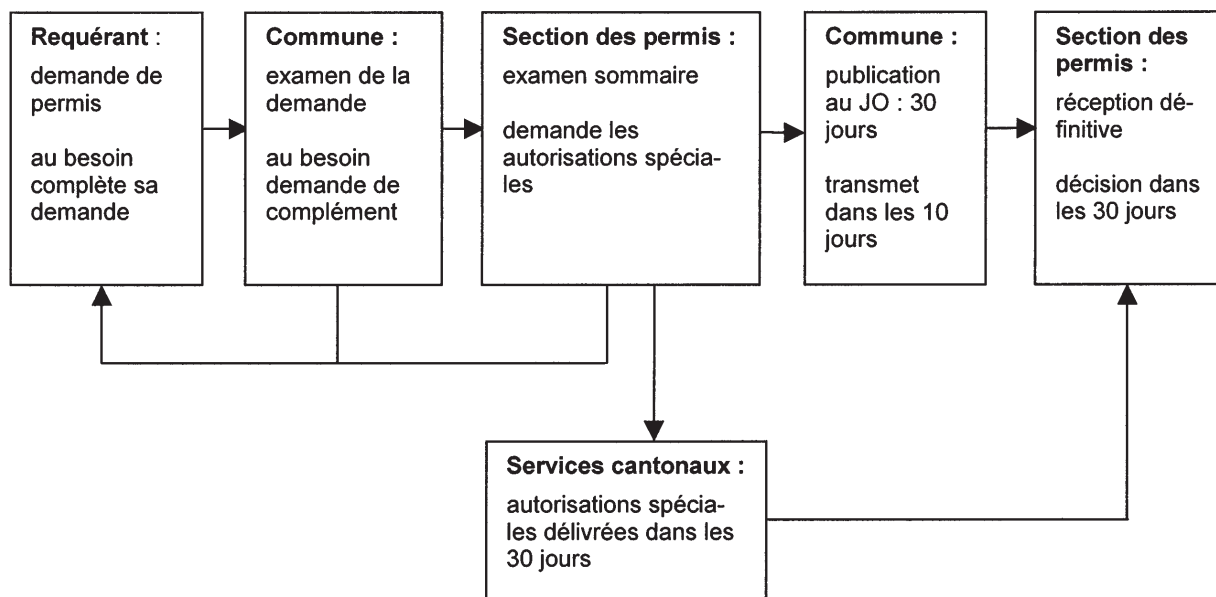 Requérant :
demande de
permis
au besoin
complète sa
demande
Commune :
examen de la
demande
au besoin
demande de
complément
Section des permis :
examen sommaire
demande les
autorisations spécia-
les
Commune :
publication
au JO : 30
jours
transmet
dans les 10
jours
Section des
permis :
réception dé-
finitive
décision dans
les 30 jours
Services cantonaux :
autorisations spécia-
les délivrées dans les
30 jours